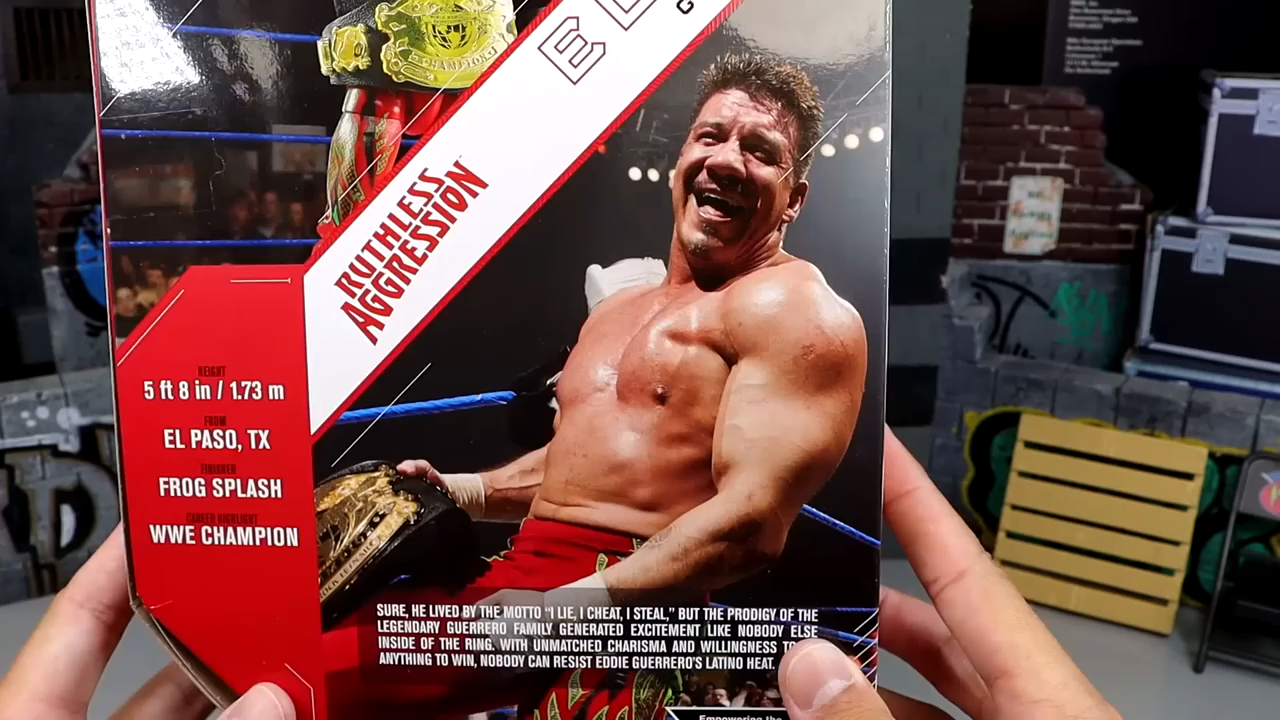 CHAMPION
RUTHLESS
AGGRESSION
HEIGHT
5 ft 8 in / 1.73 m
FROM
EL PASO, TX
FINISHER
FROG SPLASH
CAREER HIGHLIGHT
WWE CHAMPION
SURE, HE LIVED BY THE MOTTO “I LIE, I CHEAT, I STEAL,” BUT THE PRODIGY OF THE
LEGENDARY GUERRERO FAMILY GENERATED EXCITEMENT LIKE NOBODY ELSE
INSIDE OF THE RING. WITH UNMATCHED CHARISMA AND WILLINGNESS
ANYTHING TO WIN, NOBODY CAN RESIST EDDIE GUERRERO'S LATINO HEAT.
Empowering the